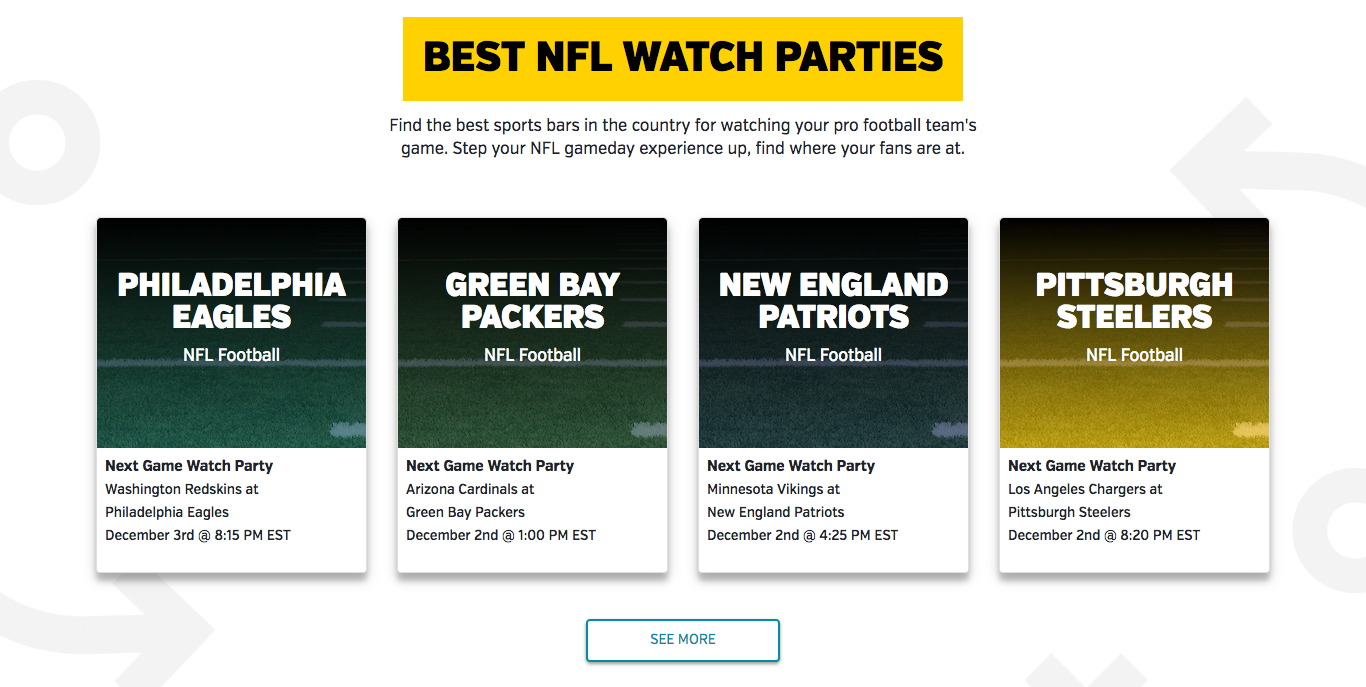 BEST NFL WATCH PARTIES
Find the best sports bars in the country for watching your pro football team's
game. Step your NFL gameday experience up, find where your fans are at.
PHILADELPHIA
EAGLES
NFL Football
Next Game Watch Party
Washington Redskins at
Philadelphia Eagles
December 3rd @ 8:15 PM EST
GREEN BAY
PACKERS
NFL Football
Next Game Watch Party
Arizona Cardinals at
Green Bay Packers
December 2nd @ 1:00 PM EST
NEW ENGLAND
PATRIOTS
NFL Football
Next Game Watch Party
Minnesota Vikings at
New England Patriots
December 2nd @ 4:25 PM EST
PITTSBURGH
STEELERS
NFL Football
Next Game Watch Party
Los Angeles Chargers at
Pittsburgh Steelers
December 2nd @ 8:20 PM EST
SEE MORE